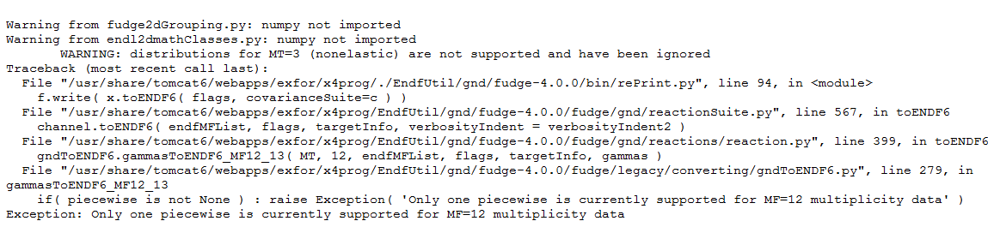 Warning from fudge2dGrouping.py: numpy not imported
Warning from endl2dmathClasses.py: numpy not imported
WARNING: distributions for MT=3 (nonelastic) are not supported and have been ignored
Traceback (most recent call last):
File "/usr/share/tomcat6/webapps/exfor/x4prog/./EndfUtil/gnd/fudge-4.0.0/bin/rePrint.py", line 94, in <module>
f.write( x.toENDF6( flags, covarianceSuite=c ) )
File "/usr/share/tomcat6/webapps/exfor/x4prog/EndfUtil/gnd/fudge-4.0.0/fudge/gnd/reactionSuite.py", line 567, in toENDF6
channel.toENDF6( endfMFList, flags, targetInfo, verbosityIndent = verbosityIndent2 )
File "/usr/share/tomcat6/webapps/exfor/x4prog/EndfUtil/gnd/fudge-4.0.0/fudge/gnd/reactions/reaction.py", line 399, in toENDF6
gndToENDF6.gammasToENDF6_MF12_13( MT, 12, endfMFList, flags, targetInfo, gammas )
File "/usr/share/tomcat6/webapps/exfor/x4prog/EndfUtil/gnd/fudge-4.0.0/fudge/legacy/converting/gndToENDF6.py", line 279, in
gammasToENDF6_MF12_13
if( piecewise is not None ) : raise Exception( 'Only one piecewise is currently supported for MF=12 multiplicity data' )
Exception: Only one piecewise is currently supported for MF=12 multiplicity data